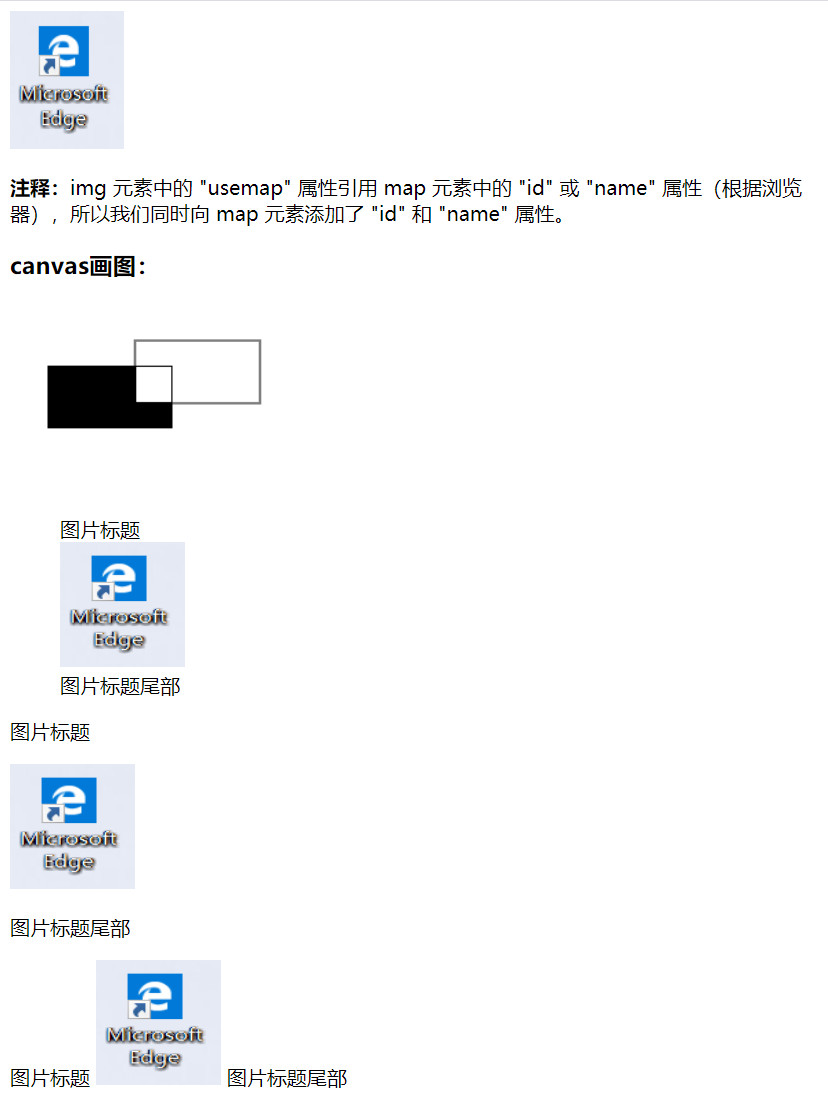 Microsoft
Edge
注释：img 元素中的 "usemap" 属性引用 map 元素中的 "id" 或 "name" 属性（根据浏览
器），所以我们同时向 map 元素添加了 "id" 和 "name" 属性。
canvas画图：
图片标题
Microsoft
Edge
图片标题尾部
图片标题
Microsoft
Edge
图片标题尾部
Microsoft
Edge
图片标题 图片标题尾部